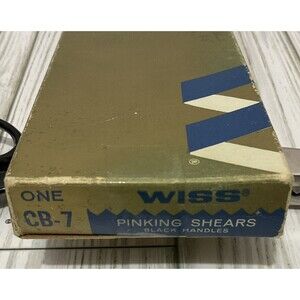 ®
ONE
WISS®
CB-7
PINKING SHEARS
BLACK HANDLES